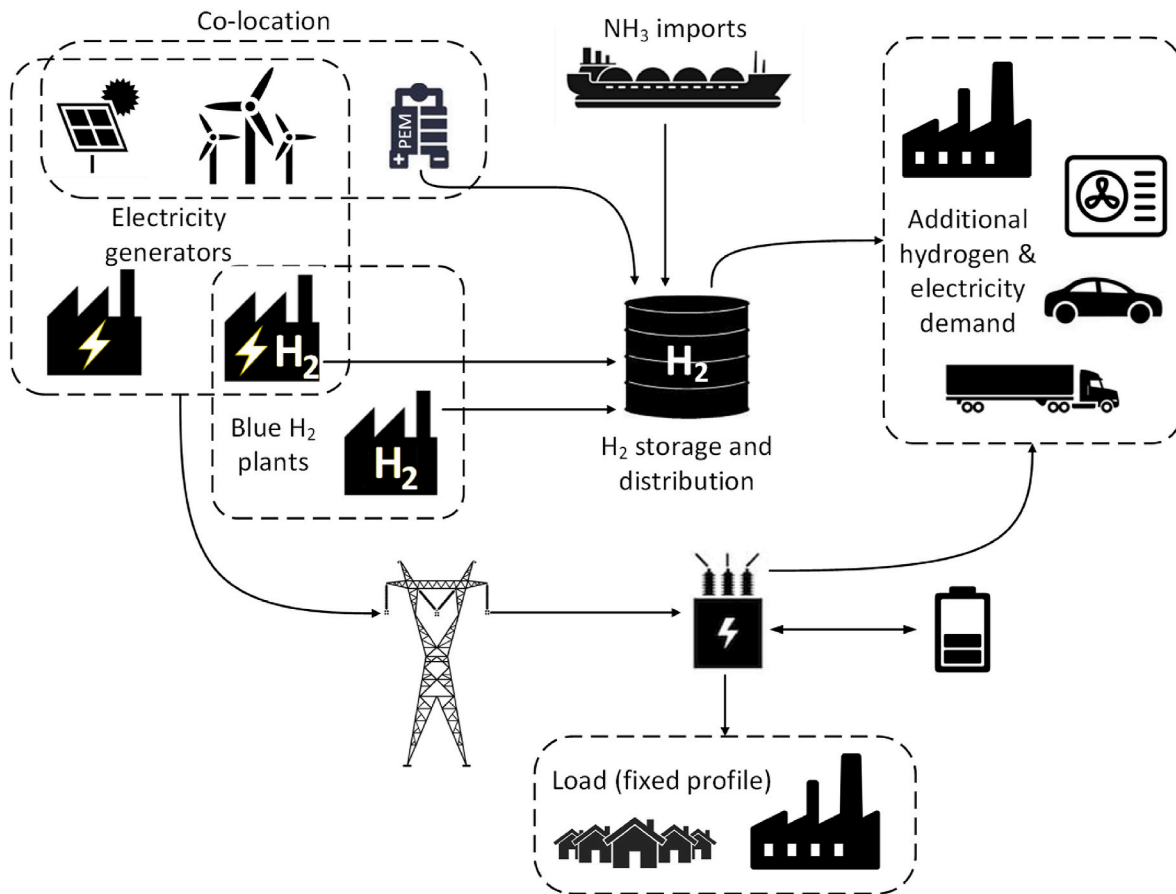 Co-location
NH₃ imports
+ PEM −
Electricity
generators
H₂
Blue H₂
plants
H₂
H₂
H₂ storage and
distribution
Additional
hydrogen &
electricity
demand
Load (fixed profile)